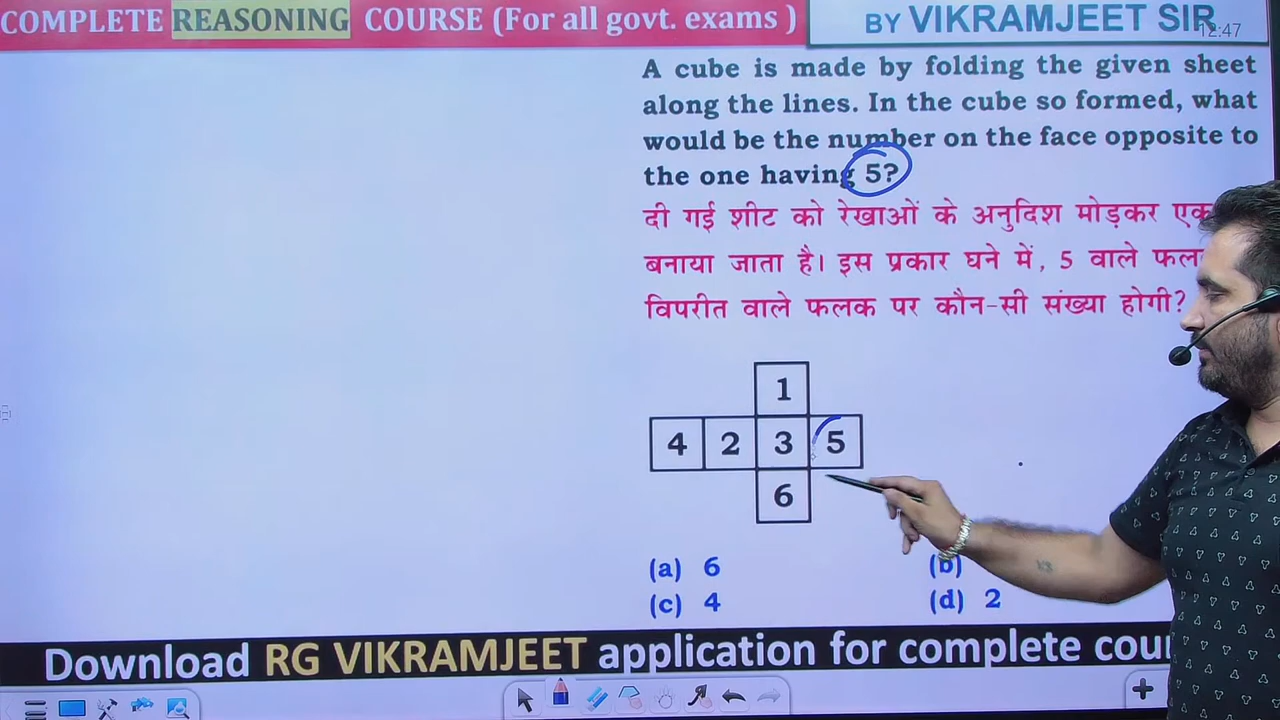 COMPLETE REASONING COURSE (For all govt. exams )
BY VIKRAMJEET SIR
12:47
A cube is made by folding the given sheet
along the lines. In the cube so formed, what
would be the number on the face opposite to
the one having 5?
दी गई शीट को रेखाओं के अनुदिश मोड़कर एक
बनाया जाता है। इस प्रकार घने में, 5 वाले फल
विपरीत वाले फलक पर कौन-सी संख्या होगी?
1
4 2 3 5
6
(a) 6
(b)
(c) 4
(d) 2
Download RG VIKRAMJEET application for complete